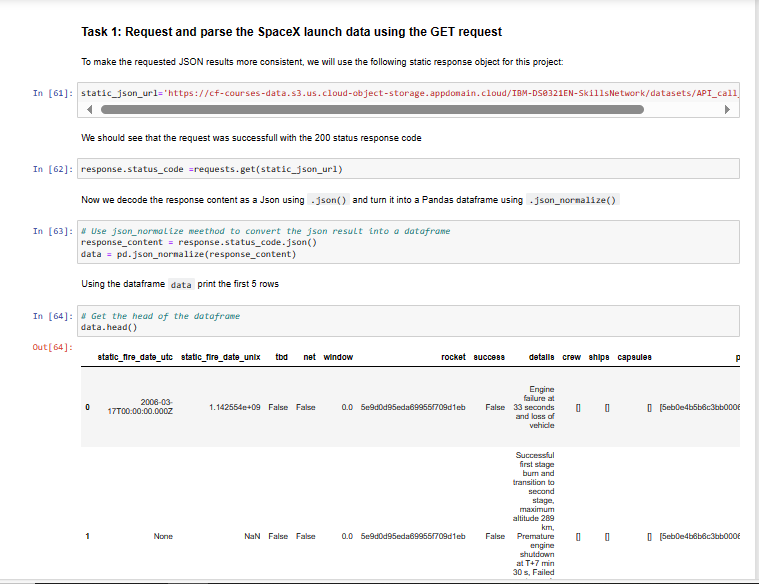 Task 1: Request and parse the SpaceX launch data using the GET request
To make the requested JSON results more consistent, we will use the following static response object for this project:
In [61]: static_json_url='https://cf-courses-data.s3.us.cloud-object-storage.appdomain.cloud/IBM-DS0321EN-SkillsNetwork/datasets/API_call_
We should see that the request was successfull with the 200 status response code
In [62]: response.status_code =requests.get(static_json_url)
Now we decode the response content as a Json using .json() and turn it into a Pandas dataframe using .json_normalize()
In [63]: # Use json_normalize meethod to convert the json result into a dataframe
response_content = response.status_code.json()
data = pd.json_normalize(response_content)
Using the dataframe data print the first 5 rows
In [64]: # Get the head of the dataframe
data.head()
Out[64]:
static_fire_date_utc static_fire_date_unix tbd net window rocket success details crew ships capsules p
0 2006-03-17T00:00:00.000Z 1.142554e+09 False False 0.0 5e9d0d95eda69955f709d1eb False Engine failure at 33 seconds and loss of vehicle [] [] [] [5eb0e4b5b6c3bb0006
1 None NaN False False 0.0 5e9d0d95eda69955f709d1eb False Successful first stage burn and transition to second stage, maximum altitude 289 km, Premature engine shutdown at T+7 min 30 s, Failed [] [] [] [5eb0e4b6b6c3bb0006